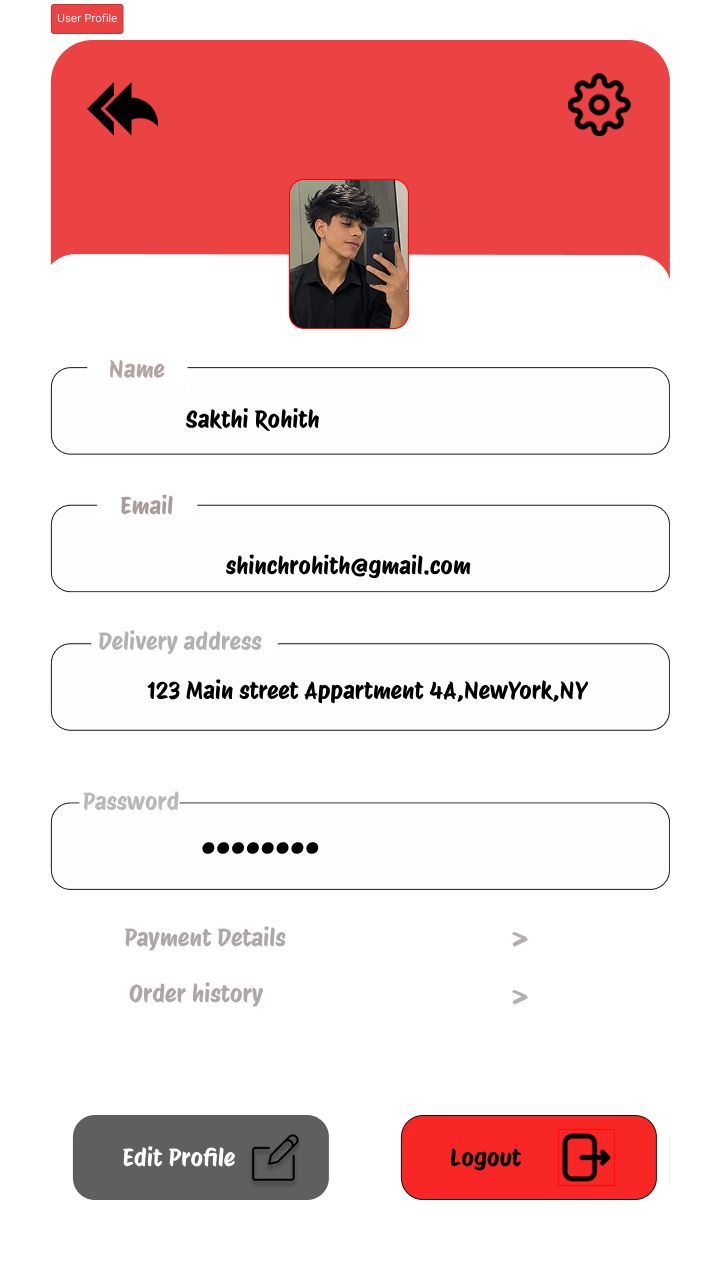 User Profile
Name
Sakthi Rohith
Email
shinchrohith@gmail.com
Delivery address
123 Main street Appartment 4A,NewYork,NY
Password
••••••••
Payment Details >
Order history >
Edit Profile
Logout